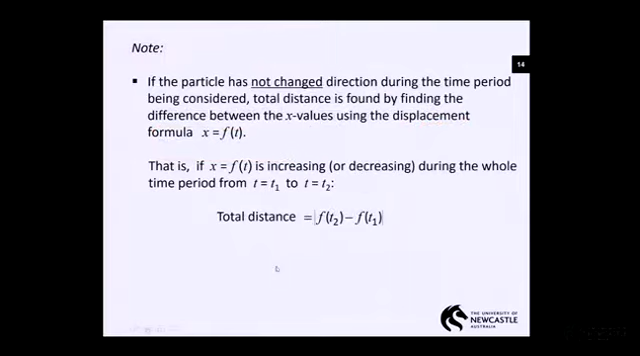 Note:
14
▪ If the particle has not changed direction during the time period
being considered, total distance is found by finding the
difference between the x-values using the displacement
formula x = f(t).
That is, if x = f(t) is increasing (or decreasing) during the whole
time period from t = t₁ to t = t₂:
Total distance = |f(t₂) − f(t₁)|
THE UNIVERSITY OF
NEWCASTLE
AUSTRALIA